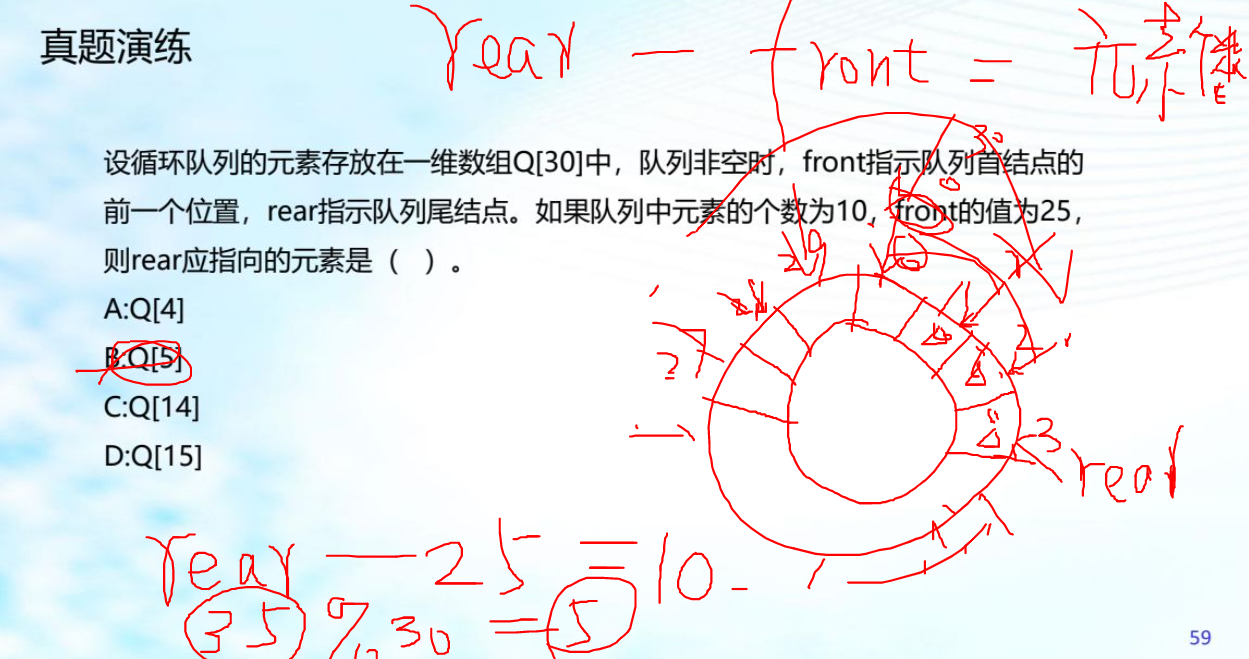 真题演练
rear - front = 元素个数
设循环队列的元素存放在一维数组Q[30]中，队列非空时，front指示队列首结点的
前一个位置，rear指示队列尾结点。如果队列中元素的个数为10，front的值为25，
则rear应指向的元素是（ ）。
A:Q[4]
B:Q[5]
C:Q[14]
D:Q[15]
30
0
29
27
1
2
3
rear
rear - 25 = 10
35 % 30 = 5
59